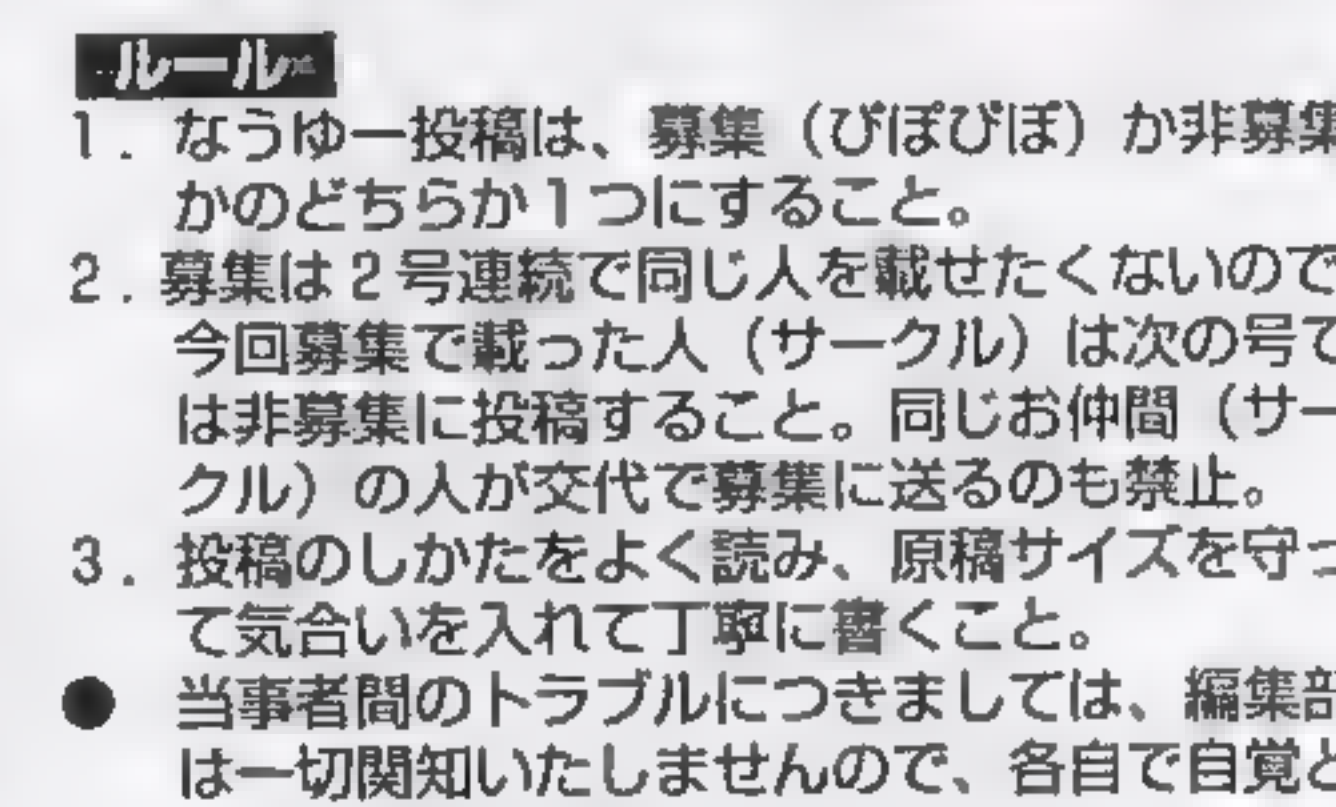 ルール
1. なうゆー投稿は、募集(びぽびぽ)か非募集
かのどちらか1つにすること。
2. 募集は2号連続で同じ人を載せたくないので
今回募集で載った人(サークル)は次の号で
は非募集に投稿すること。同じお仲間(サー
クル)の人が交代で募集に送るのも禁止。
3. 投稿のしかたをよく読み、原稿サイズを守っ
て気合いを入れて丁寧に書くこと。
● 当事者間のトラブルにつきましては、編集部
は一切関知いたしませんので、各自で自覚と